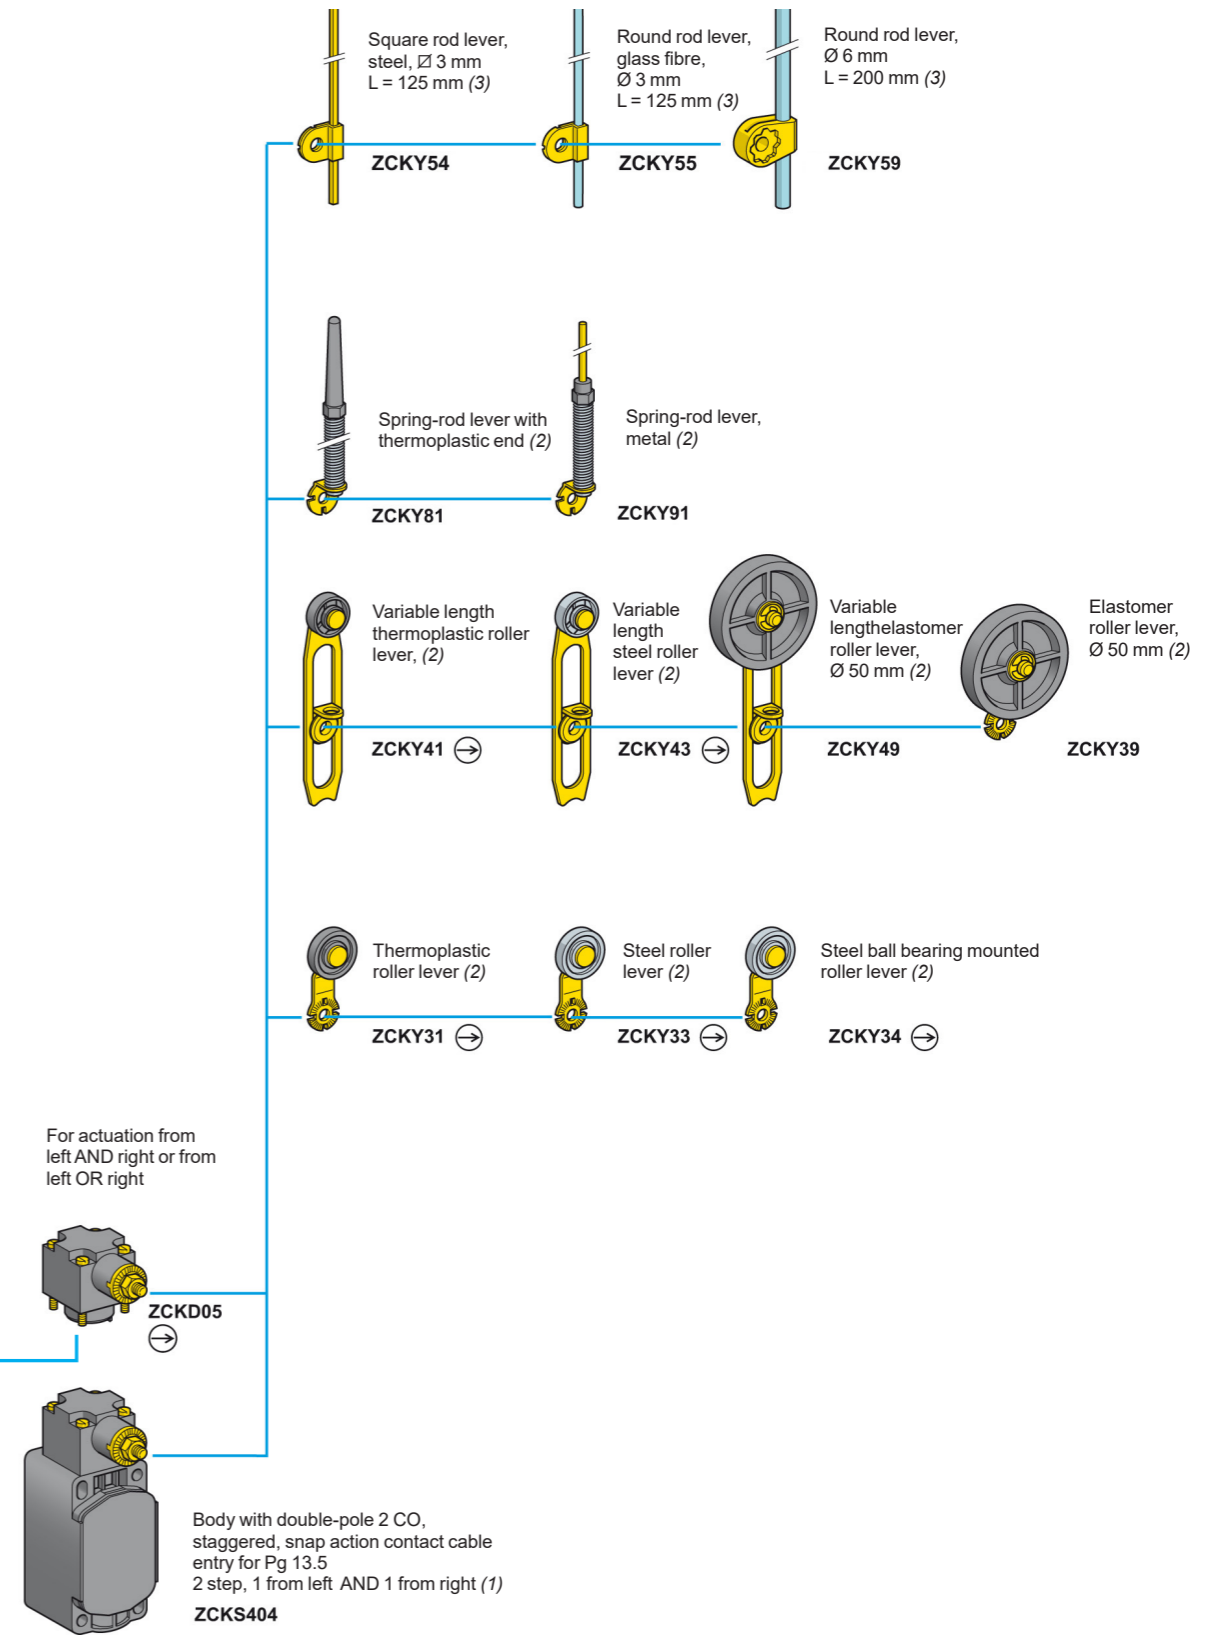 Square rod lever,
steel, ⌀ 3 mm
L = 125 mm (3)
ZCKY54
Round rod lever,
glass fibre,
Ø 3 mm
L = 125 mm (3)
ZCKY55
Round rod lever,
Ø 6 mm
L = 200 mm (3)
ZCKY59
Spring-rod lever with
thermoplastic end (2)
ZCKY81
Spring-rod lever,
metal (2)
ZCKY91
Variable length
thermoplastic roller
lever, (2)
ZCKY41
Variable
length
steel roller
lever (2)
ZCKY43
Variable
lengthelastomer
roller lever,
Ø 50 mm (2)
ZCKY49
Elastomer
roller lever,
Ø 50 mm (2)
ZCKY39
Thermoplastic
roller lever (2)
ZCKY31
Steel roller
lever (2)
ZCKY33
Steel ball bearing mounted
roller lever (2)
ZCKY34
For actuation from
left AND right or from
left OR right
ZCKD05
Body with double-pole 2 CO,
staggered, snap action contact cable
entry for Pg 13.5
2 step, 1 from left AND 1 from right (1)
ZCKS404